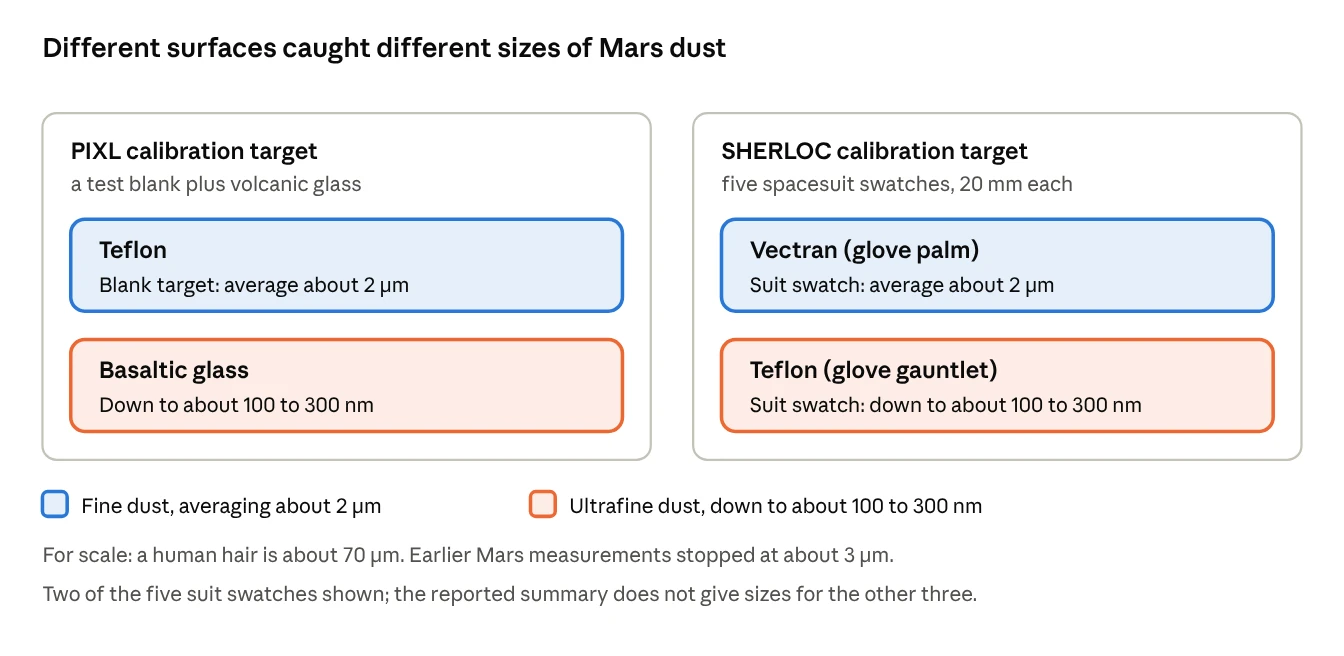 Different surfaces caught different sizes of Mars dust
PIXL calibration target
a test blank plus volcanic glass
Teflon
Blank target: average about 2 µm
Basaltic glass
Down to about 100 to 300 nm
SHERLOC calibration target
five spacesuit swatches, 20 mm each
Vectran (glove palm)
Suit swatch: average about 2 µm
Teflon (glove gauntlet)
Suit swatch: down to about 100 to 300 nm
Fine dust, averaging about 2 µm
Ultrafine dust, down to about 100 to 300 nm
For scale: a human hair is about 70 µm. Earlier Mars measurements stopped at about 3 µm.
Two of the five suit swatches shown; the reported summary does not give sizes for the other three.